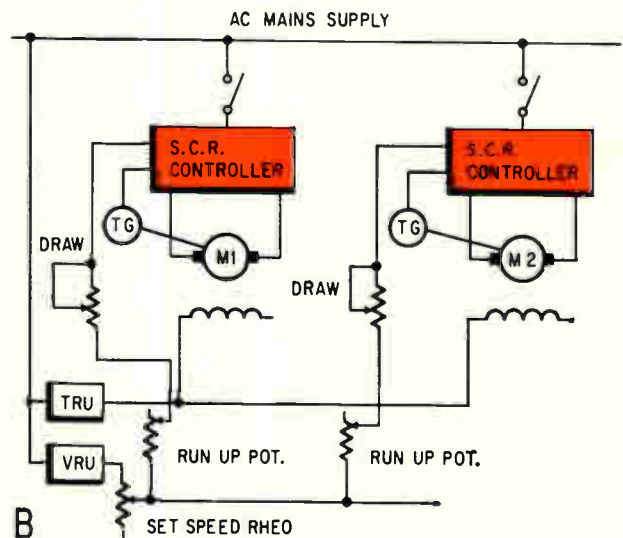 AC MAINS SUPPLY
S.C.R.
CONTROLLER
S.C.R.
CONTROLLER
TG
M1
TG
M2
DRAW
DRAW
TRU
RUN UP POT.
RUN UP POT.
VRU
SET SPEED RHEO
B